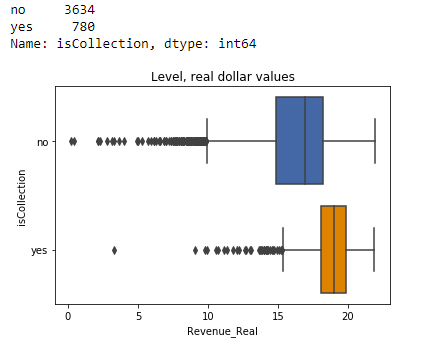 no 3634
yes 780
Name: isCollection, dtype: int64
Level, real dollar values
isCollection
no
yes
0 5 10 15 20
Revenue_Real